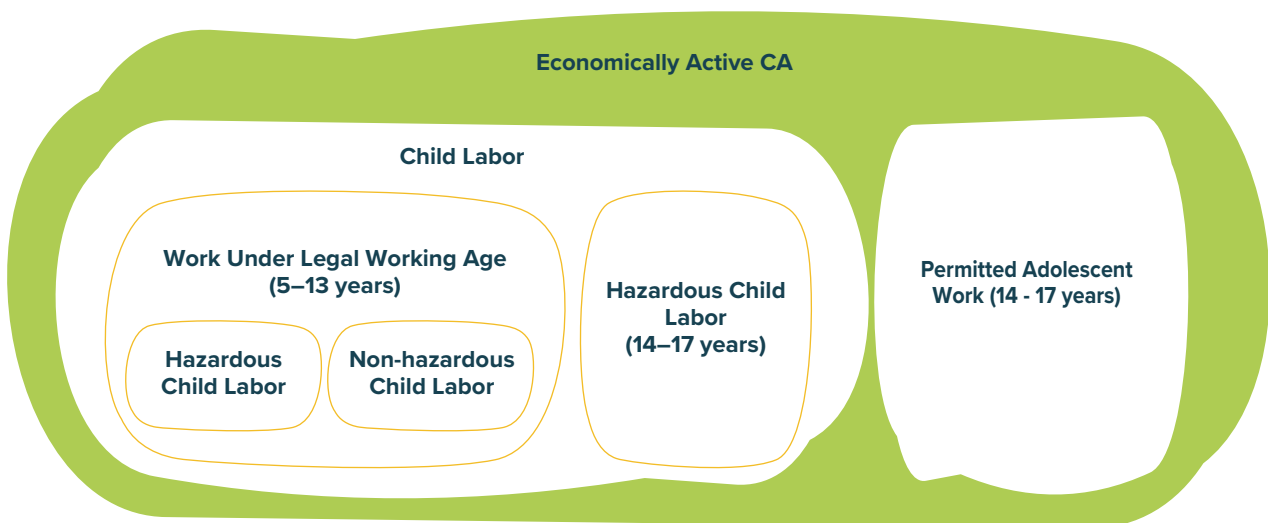 Economically Active CA
Child Labor
Work Under Legal Working Age
(5–13 years)
Hazardous
Child Labor
Non-hazardous
Child Labor
Hazardous Child
Labor
(14–17 years)
Permitted Adolescent
Work (14 - 17 years)